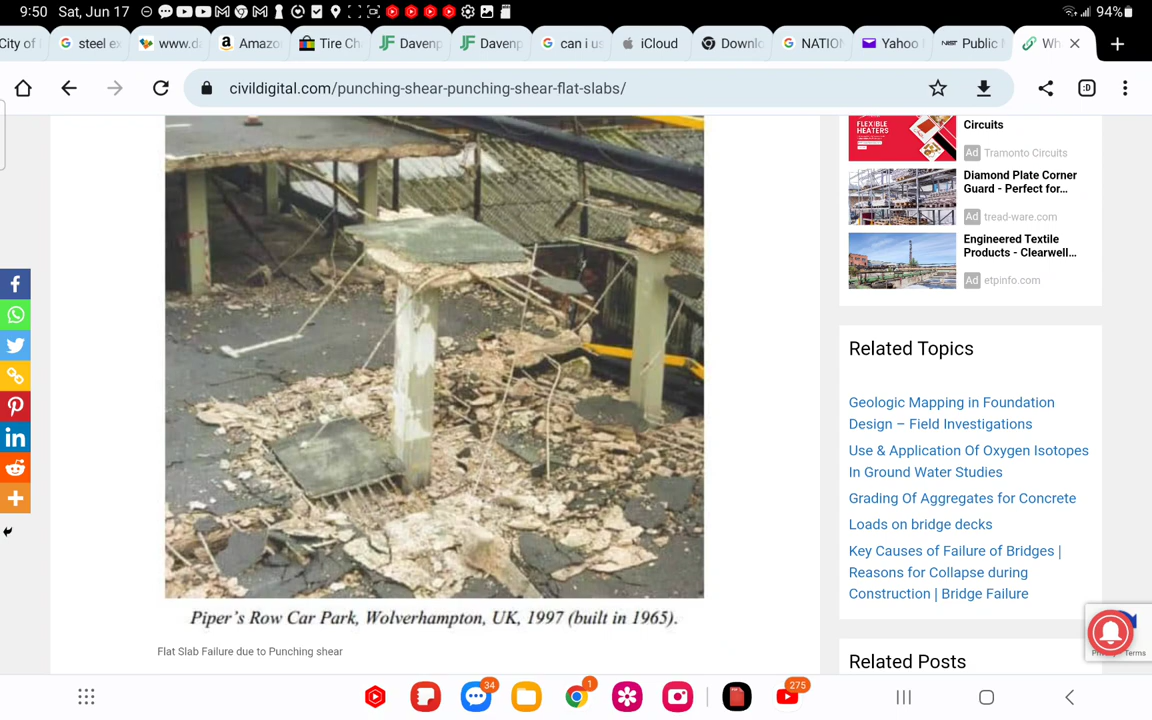 9:50 Sat, Jun 17
94%
City of
steel ex
www.da
Amazo
Tire Ch
Davenp
Davenp
can i us
iCloud
Downlo
NATION
Yahoo
Public
Wh
civildigital.com/punching-shear-punching-shear-flat-slabs/
FLEXIBLE
HEATERS
Circuits
Ad Tramonto Circuits
Diamond Plate Corner
Guard - Perfect for...
Ad tread-ware.com
Engineered Textile
Products - Clearwell...
Ad etpinfo.com
Related Topics
Geologic Mapping in Foundation
Design – Field Investigations
Use & Application Of Oxygen Isotopes
In Ground Water Studies
Grading Of Aggregates for Concrete
Loads on bridge decks
Key Causes of Failure of Bridges |
Reasons for Collapse during
Construction | Bridge Failure
Piper's Row Car Park, Wolverhampton, UK, 1997 (built in 1965).
Flat Slab Failure due to Punching shear
Terms
Related Posts
34
1
275